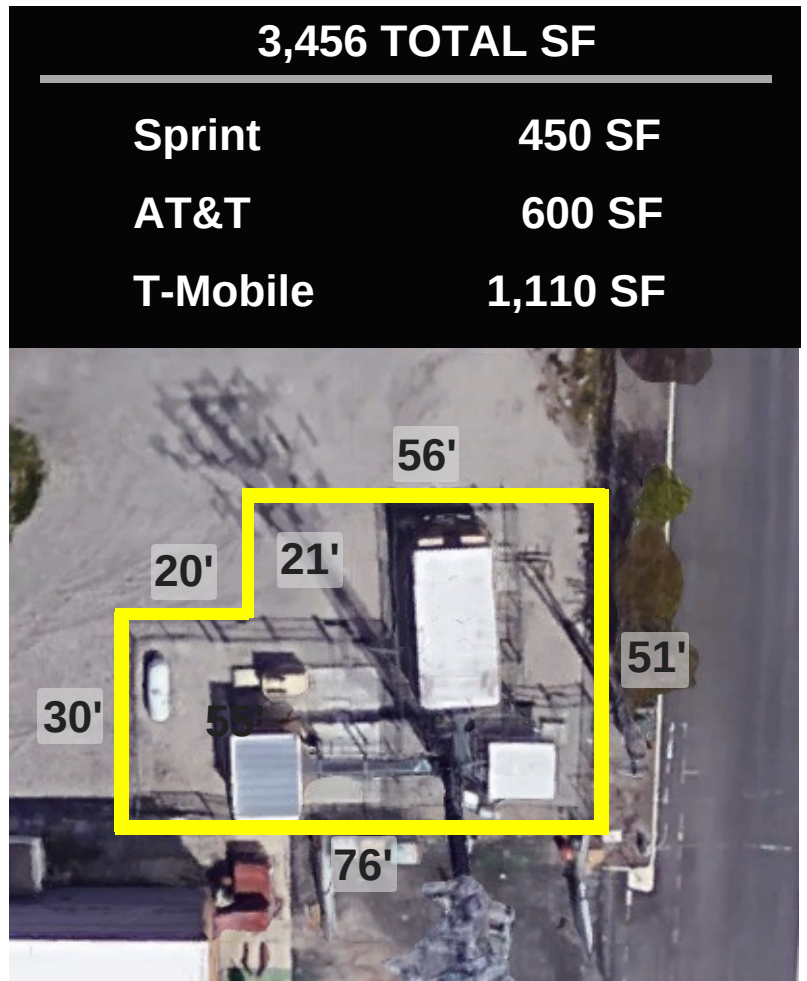 3,456 TOTAL SF
Sprint 450 SF
AT&T 600 SF
T-Mobile 1,110 SF
56'
20' 21'
51'
30' 55'
76'